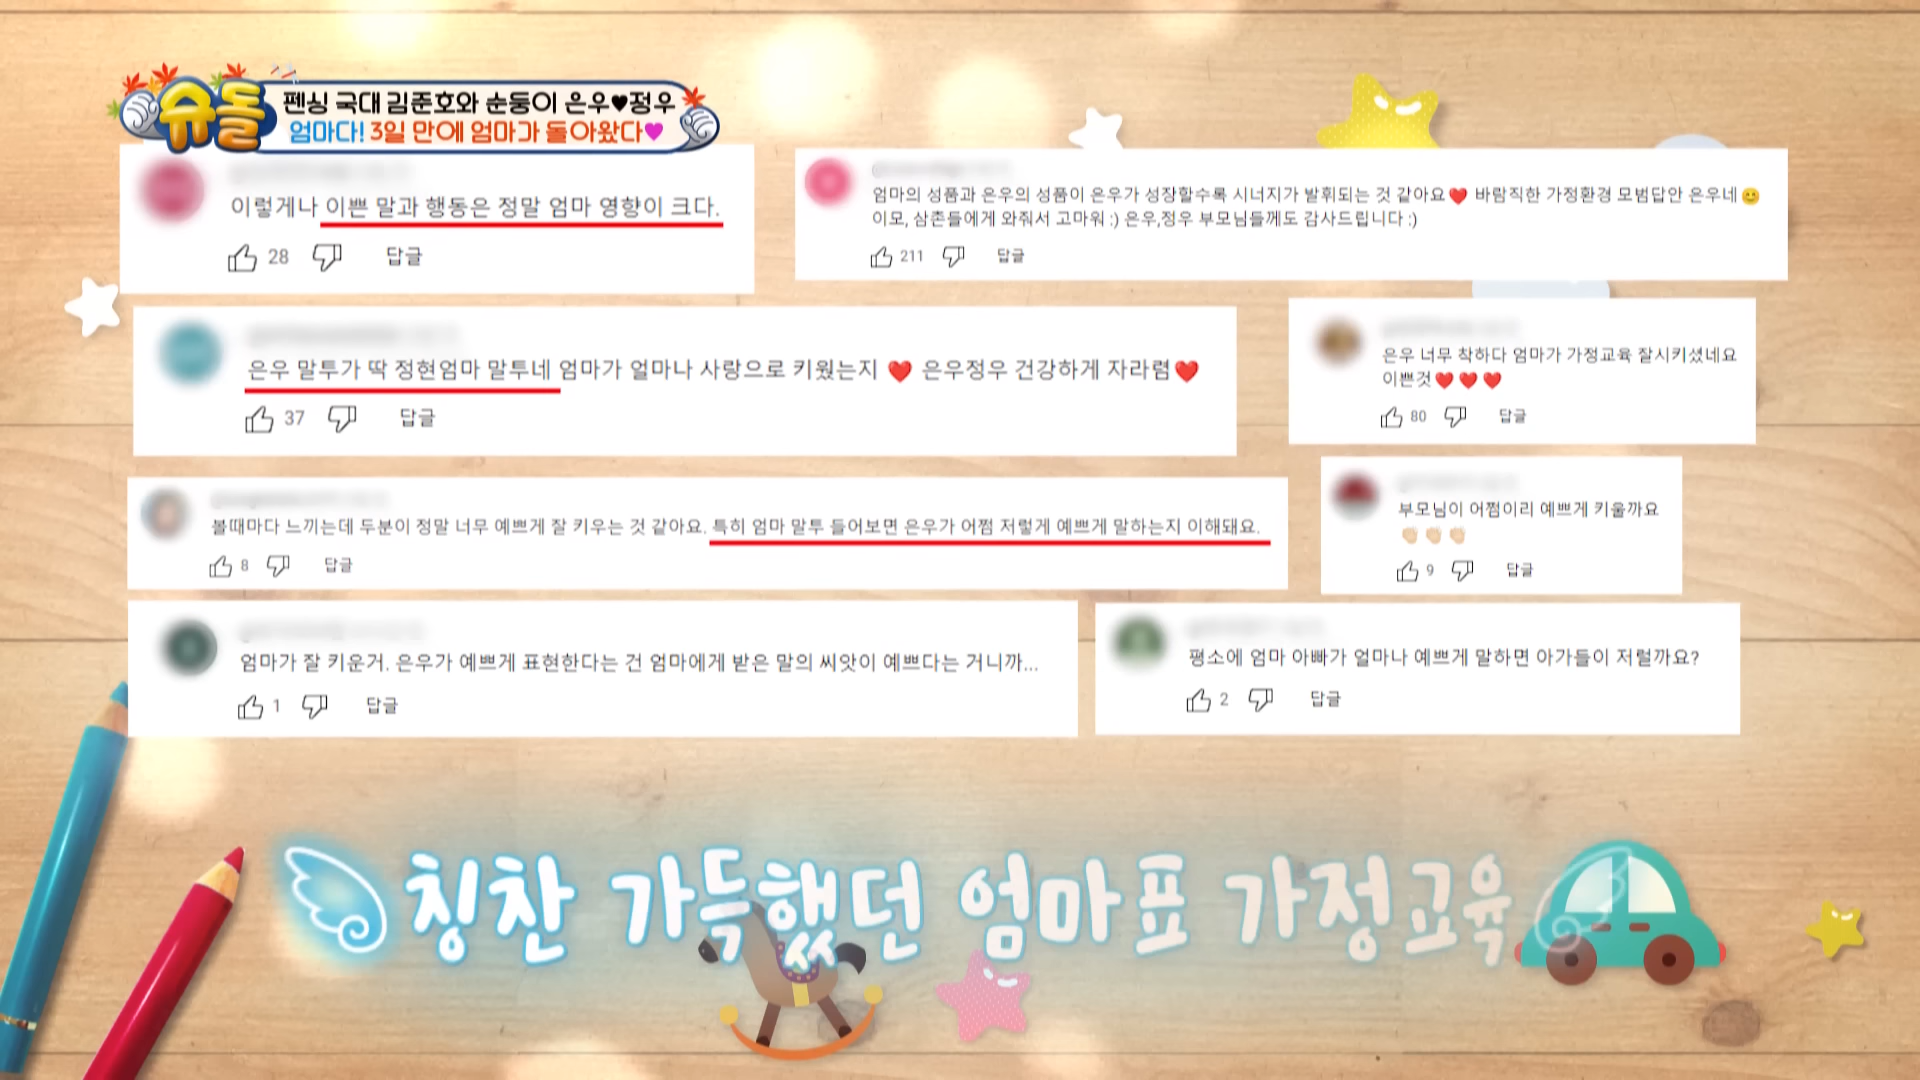 슈돌
펜싱 국대 김준호와 순둥이 은우♥정우
엄마다! 3일 만에 엄마가 돌아왔다♥
이렇게나 이쁜 말과 행동은 정말 엄마 영향이 크다.
28 답글
엄마의 성품과 은우의 성품이 은우가 성장할수록 시너지가 발휘되는 것 같아요❤️ 바람직한 가정환경 모범답안 은우네😊
이모, 삼촌들에게 와줘서 고마워 :) 은우,정우 부모님들께도 감사드립니다 :)
211 답글
은우 말투가 딱 정현엄마 말투네 엄마가 얼마나 사랑으로 키웠는지 ❤️ 은우정우 건강하게 자라렴❤️
37 답글
은우 너무 착하다 엄마가 가정교육 잘시키셨네요
이쁜것❤️❤️❤️
80 답글
볼때마다 느끼는데 두분이 정말 너무 예쁘게 잘 키우는 것 같아요. 특히 엄마 말투 들어보면 은우가 어쩜 저렇게 예쁘게 말하는지 이해돼요.
8 답글
부모님이 어쩜이리 예쁘게 키울까요
👏🏻👏🏻👏🏻
9 답글
엄마가 잘 키운거. 은우가 예쁘게 표현한다는 건 엄마에게 받은 말의 씨앗이 예쁘다는 거니까...
1 답글
평소에 엄마 아빠가 얼마나 예쁘게 말하면 아가들이 저럴까요?
2 답글
칭찬 가득했던 엄마표 가정교육